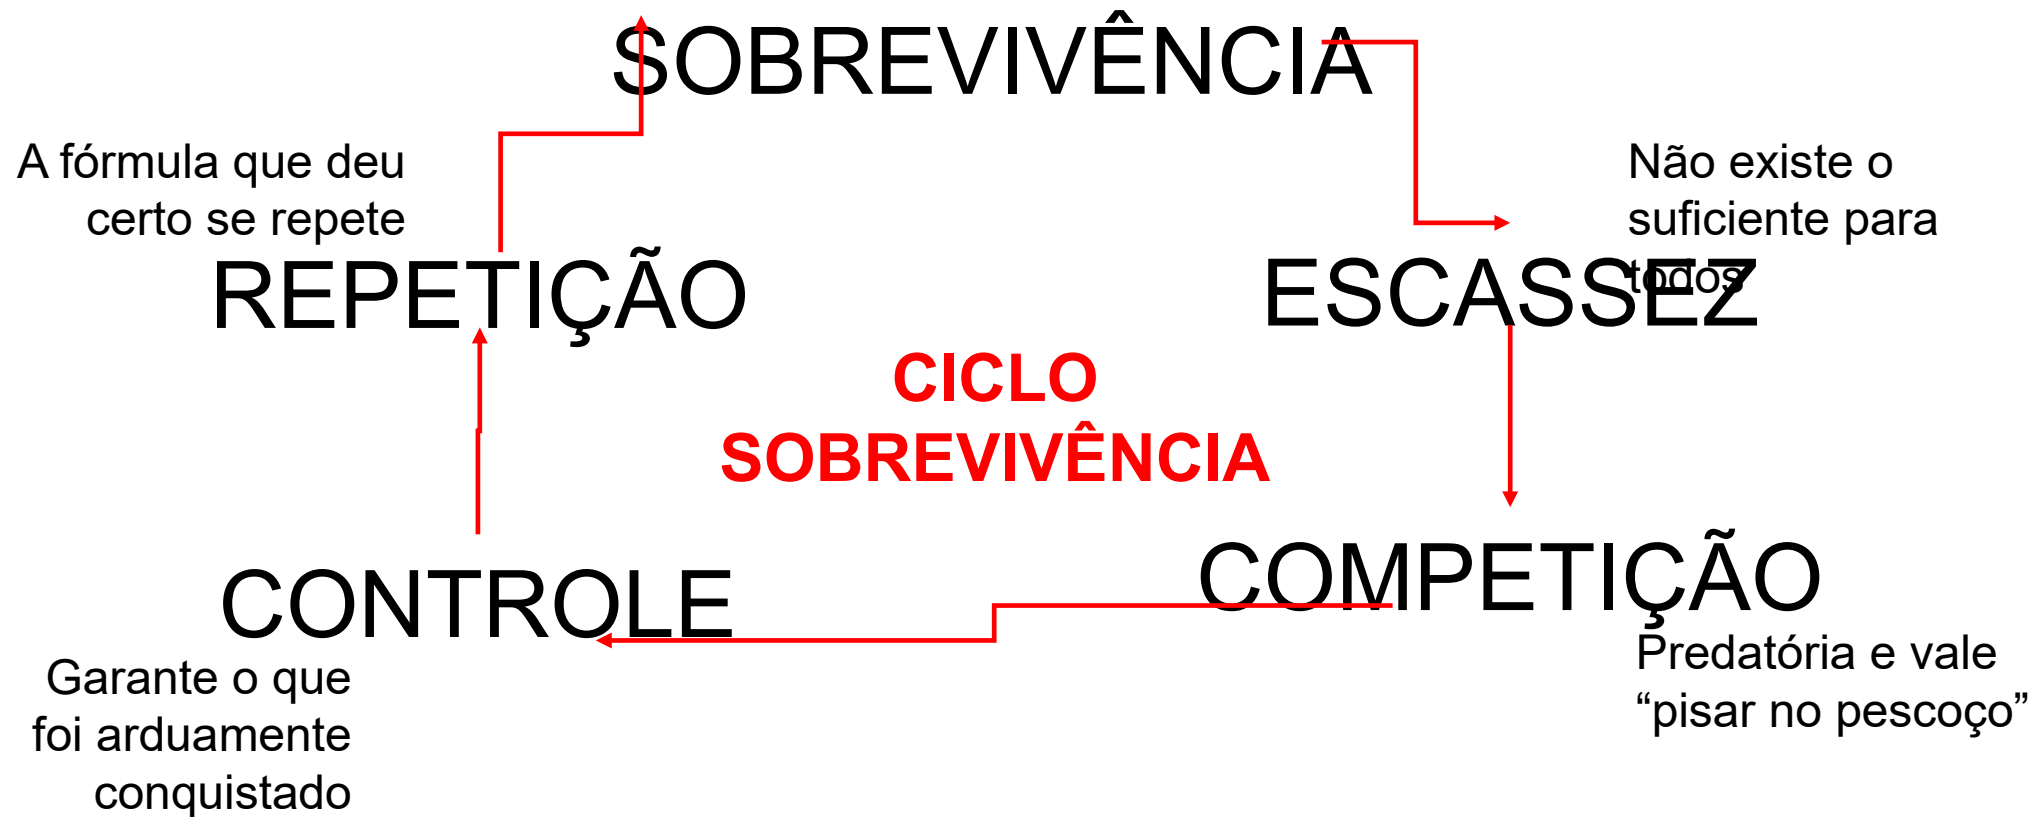 SOBREVIVÊNCIA
A fórmula que deu
certo se repete
Não existe o
suficiente para
todos
REPETIÇÃO
ESCASSEZ
CICLO
SOBREVIVÊNCIA
CONTROLE
COMPETIÇÃO
Garante o que
foi arduamente
conquistado
Predatória e vale
“pisar no pescoço”